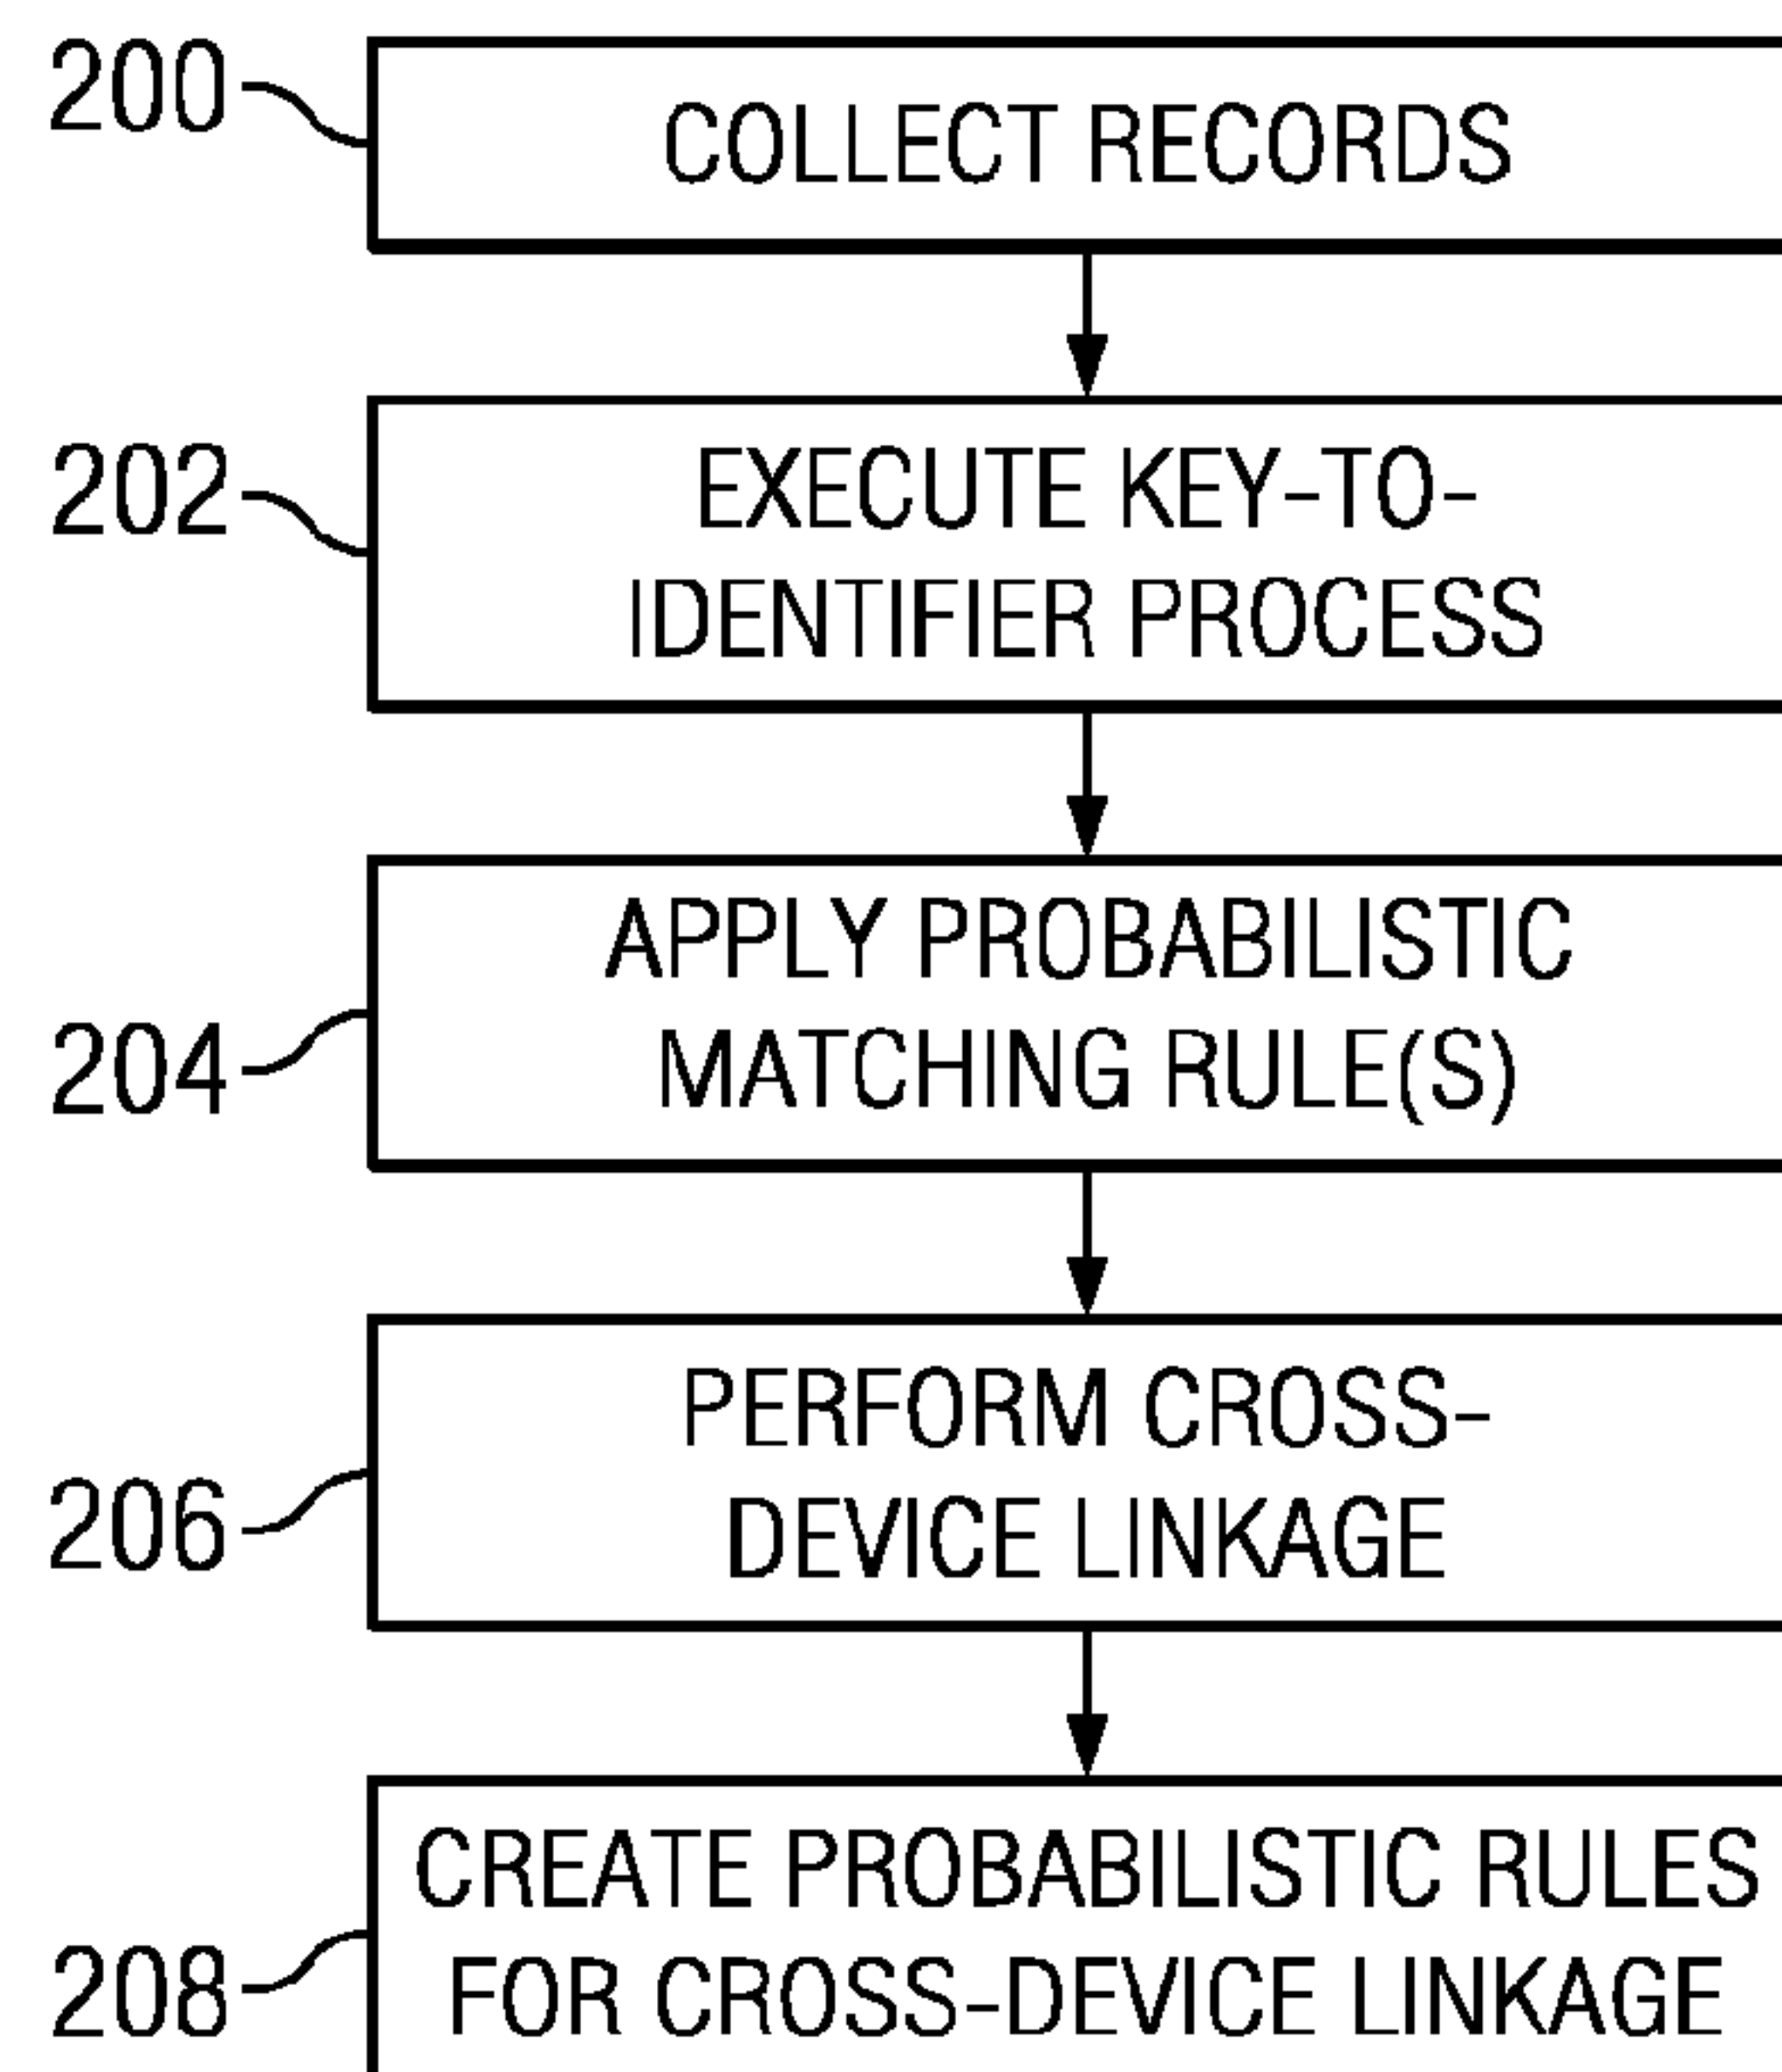 200
COLLECT RECORDS
202
EXECUTE KEY-TO-
IDENTIFIER PROCESS
204
APPLY PROBABILISTIC
MATCHING RULE(S)
206
PERFORM CROSS-
DEVICE LINKAGE
208
CREATE PROBABILISTIC RULES
FOR CROSS-DEVICE LINKAGE